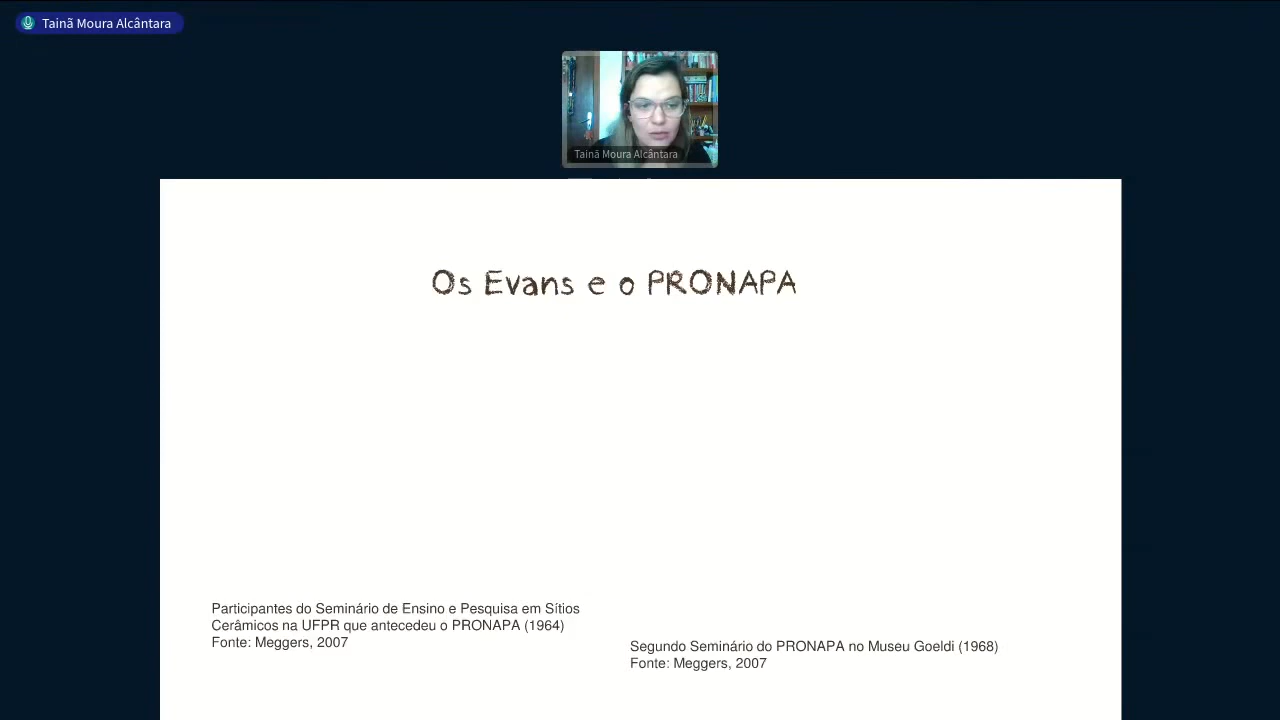 Tainã Moura Alcântara
Tainã Moura Alcântara
Os Evans e o PRONAPA
Participantes do Seminário de Ensino e Pesquisa em Sítios
Cerâmicos na UFPR que antecedeu o PRONAPA (1964)
Fonte: Meggers, 2007
Segundo Seminário do PRONAPA no Museu Goeldi (1968)
Fonte: Meggers, 2007